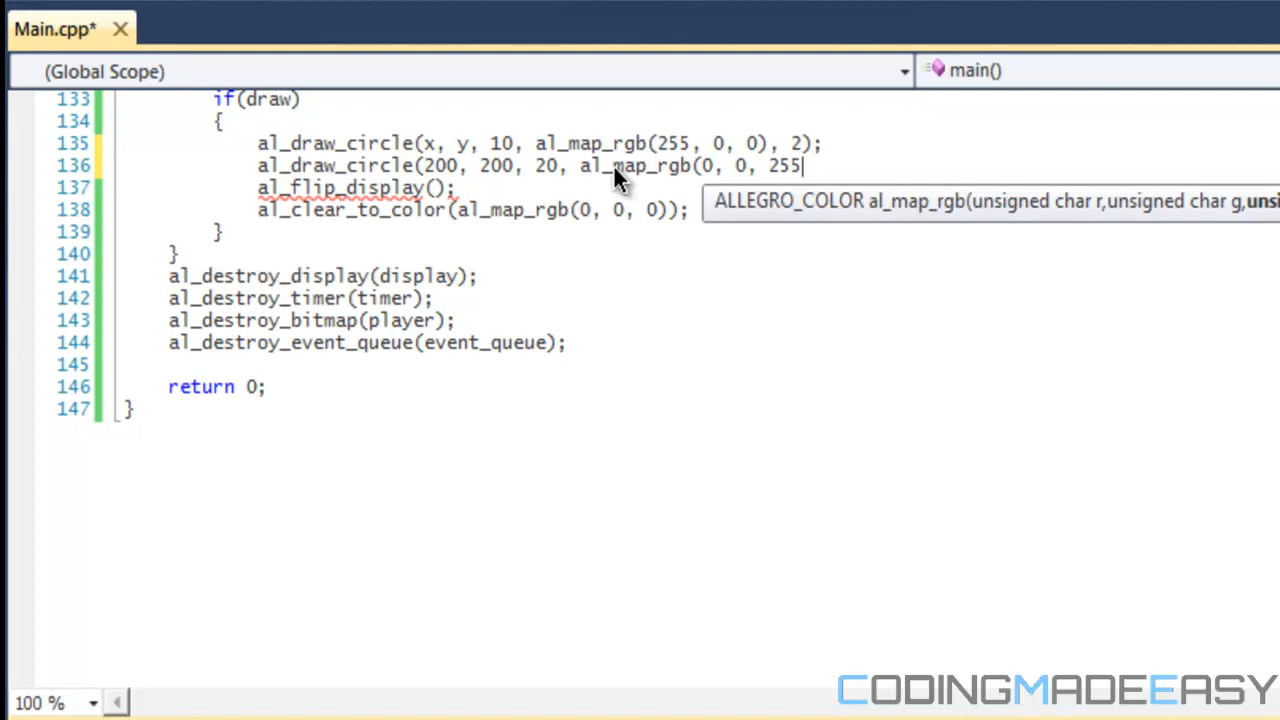 Main.cpp*
(Global Scope) main()
133 if(draw)
134 {
135 al_draw_circle(x, y, 10, al_map_rgb(255, 0, 0), 2);
136 al_draw_circle(200, 200, 20, al_map_rgb(0, 0, 255
137 al_flip_display();
ALLEGRO_COLOR al_map_rgb(unsigned char r,unsigned char g,unsi
138 al_clear_to_color(al_map_rgb(0, 0, 0));
139 }
140 }
141 al_destroy_display(display);
142 al_destroy_timer(timer);
143 al_destroy_bitmap(player);
144 al_destroy_event_queue(event_queue);
145
146 return 0;
147 }
100 %
CODINGMADEEASY